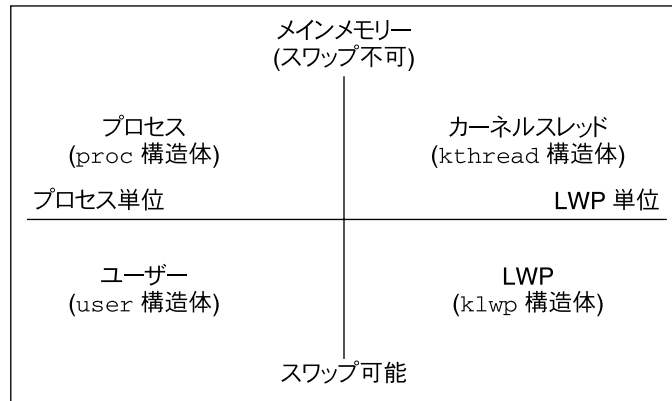 メインメモリー
(スワップ不可)
プロセス
(proc 構造体)
カーネルスレッド
(kthread 構造体)
プロセス単位
LWP 単位
ユーザー
(user 構造体)
LWP
(klwp 構造体)
スワップ可能